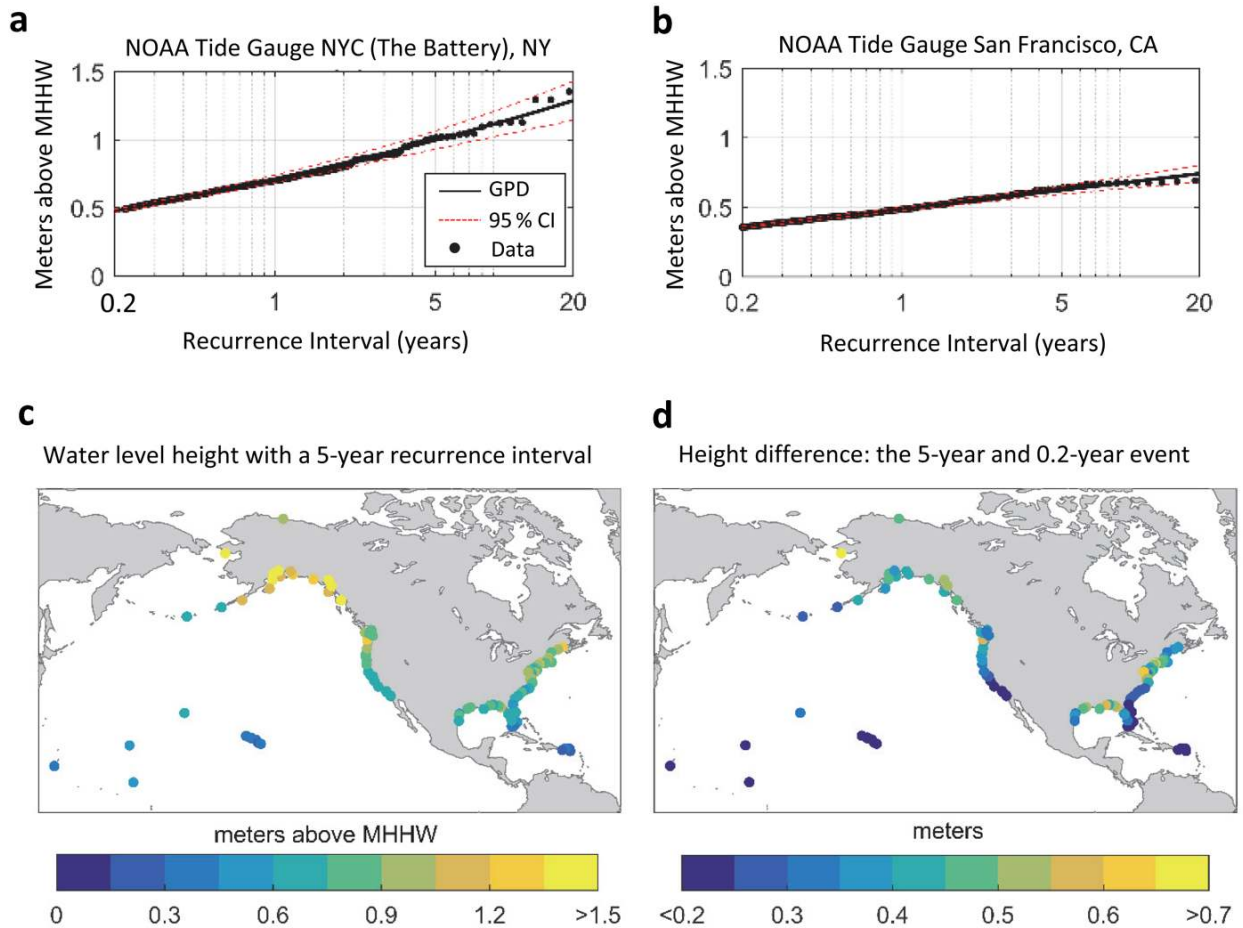 a
NOAA Tide Gauge NYC (The Battery), NY
Meters above MHHW
1.5
1
0.5
0
GPD
95 % CI
Data
0.2
1
5
20
Recurrence Interval (years)
b
NOAA Tide Gauge San Francisco, CA
Meters above MHHW
1.5
1
0.5
0
0.2
1
5
20
Recurrence Interval (years)
c
Water level height with a 5-year recurrence interval
meters above MHHW
0 0.3 0.6 0.9 1.2 >1.5
d
Height difference: the 5-year and 0.2-year event
meters
<0.2 0.3 0.4 0.5 0.6 >0.7